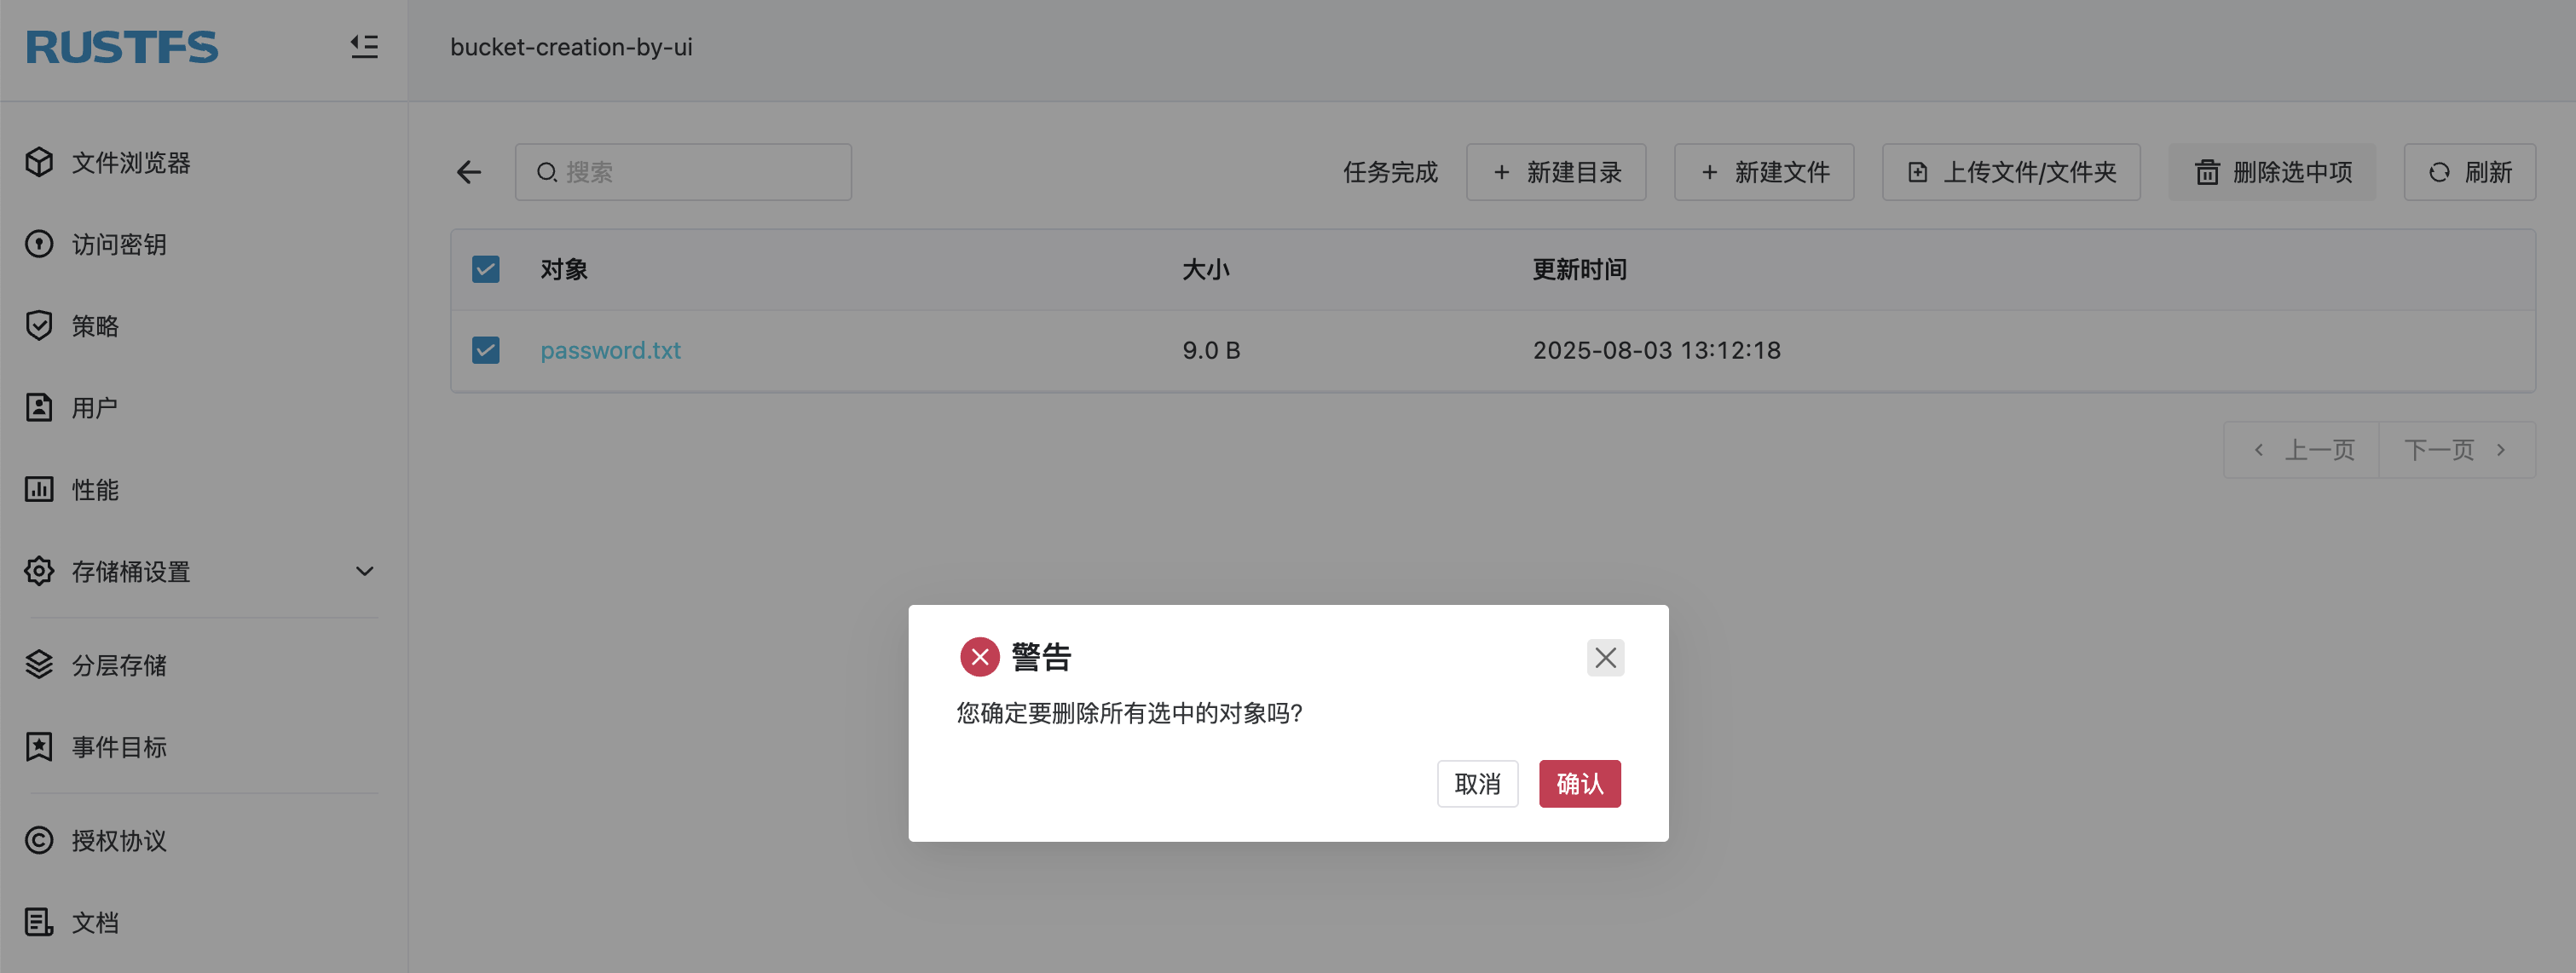 RUSTFS
bucket-creation-by-ui
文件浏览器
访问密钥
策略
用户
性能
存储桶设置
分层存储
事件目标
授权协议
文档
搜索
任务完成
新建目录
新建文件
上传文件/文件夹
删除选中项
刷新
对象 大小 更新时间
password.txt 9.0 B 2025-08-03 13:12:18
上一页 下一页
警告
您确定要删除所有选中的对象吗?
取消 确认